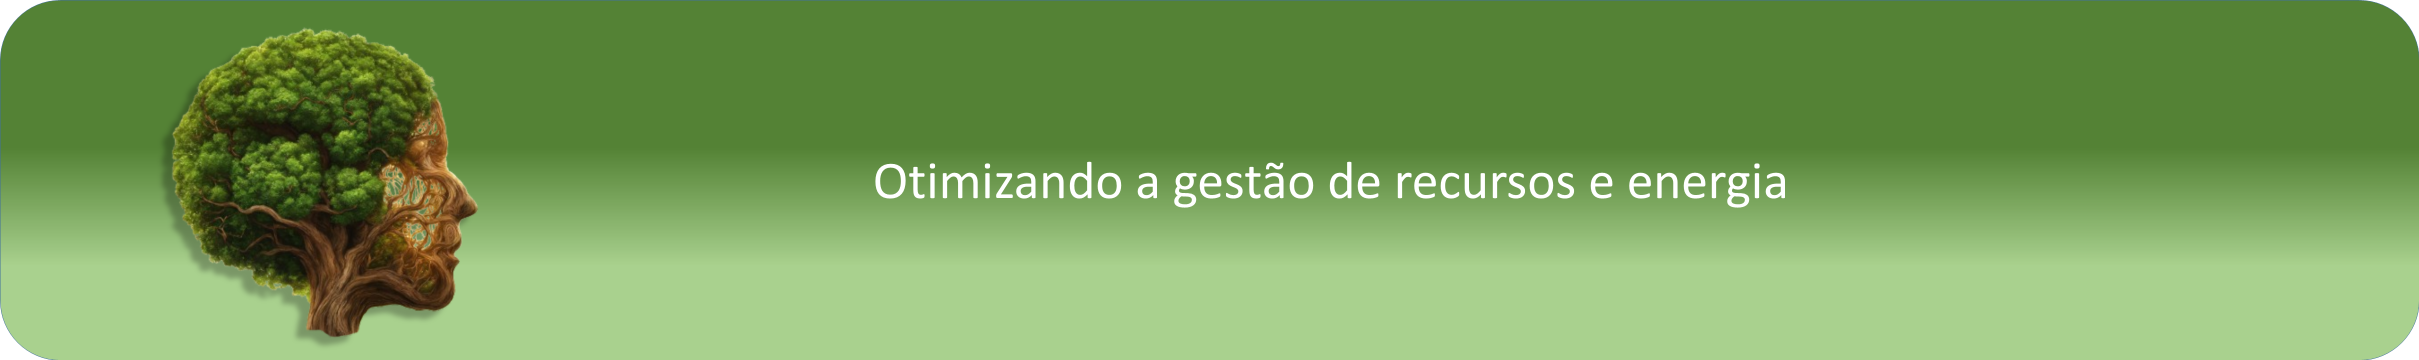 Otimizando a gestão de recursos e energia